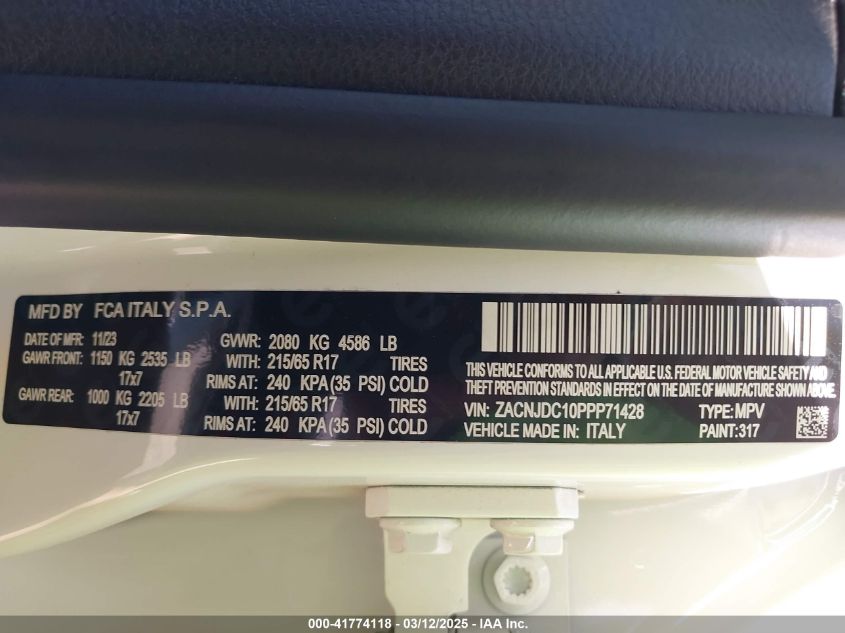 MFD BY FCA ITALY S.P.A.
DATE OF MFR: 11/23 GVWR: 2080 KG 4586 LB
GAWR FRONT: 1150 KG 2535 LB WITH: 215/65 R17 TIRES
17x7 RIMS AT: 240 KPA (35 PSI) COLD
GAWR REAR: 1000 KG 2205 LB WITH: 215/65 R17 TIRES
17x7 RIMS AT: 240 KPA (35 PSI) COLD
THIS VEHICLE CONFORMS TO ALL APPLICABLE U.S. FEDERAL MOTOR VEHICLE SAFETY AND
THEFT PREVENTION STANDARDS IN EFFECT ON THE DATE OF MANUFACTURE SHOWN ABOVE.
VIN: ZACNJDC10PPP71428 TYPE: MPV
VEHICLE MADE IN: ITALY PAINT: 317
000-41774118 - 03/12/2025 - IAA Inc.